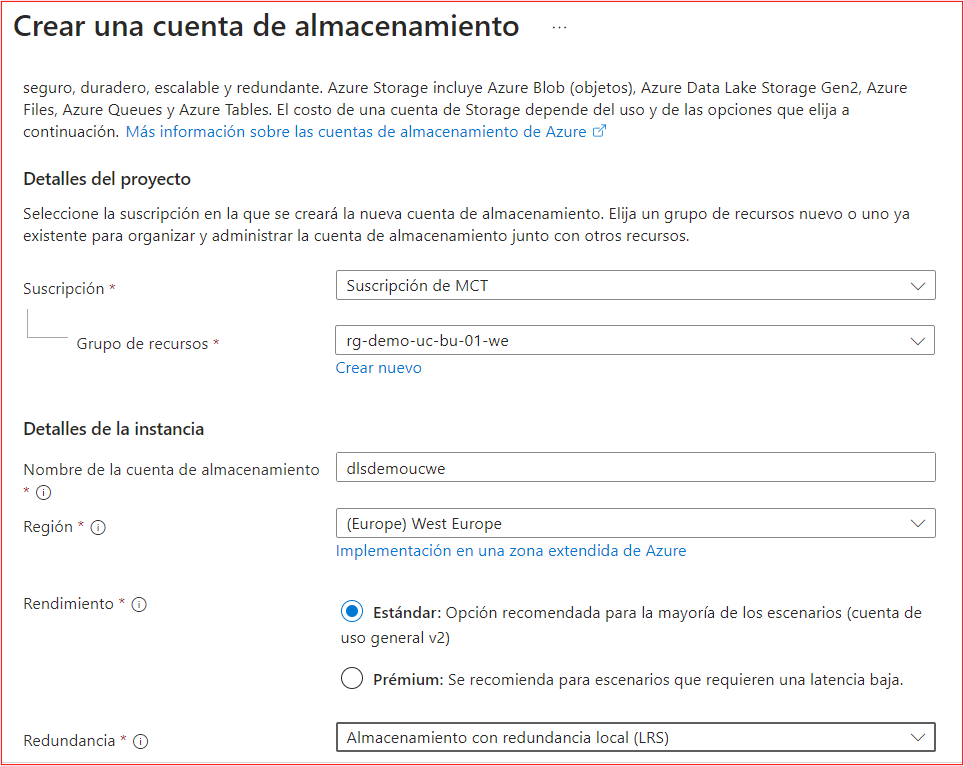 Crear una cuenta de almacenamiento ...
seguro, duradero, escalable y redundante. Azure Storage incluye Azure Blob (objetos), Azure Data Lake Storage Gen2, Azure
Files, Azure Queues y Azure Tables. El costo de una cuenta de Storage depende del uso y de las opciones que elija a
continuación. Más información sobre las cuentas de almacenamiento de Azure
Detalles del proyecto
Seleccione la suscripción en la que se creará la nueva cuenta de almacenamiento. Elija un grupo de recursos nuevo o uno ya
existente para organizar y administrar la cuenta de almacenamiento junto con otros recursos.
Suscripción *
Suscripción de MCT
Grupo de recursos *
rg-demo-uc-bu-01-we
Crear nuevo
Detalles de la instancia
Nombre de la cuenta de almacenamiento
*
dlsdemoucwe
Región *
(Europe) West Europe
Implementación en una zona extendida de Azure
Rendimiento *
Estándar: Opción recomendada para la mayoría de los escenarios (cuenta de
uso general v2)
Prémium: Se recomienda para escenarios que requieren una latencia baja.
Redundancia *
Almacenamiento con redundancia local (LRS)